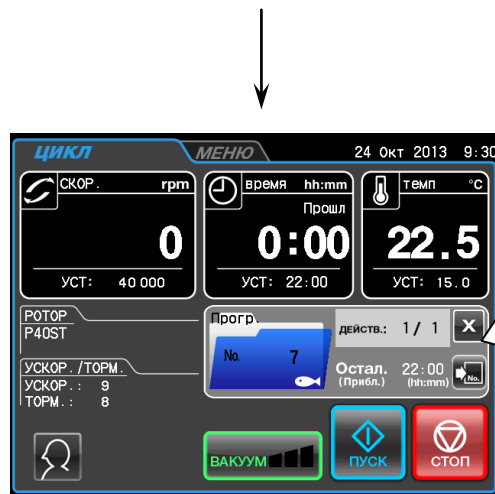 ЦИКЛ МЕНЮ 24 Окт 2013 9:30
СКОР. rpm
0
УСТ: 40 000
время hh:mm
Прошл
0:00
УСТ: 22:00
темп °C
22.5
УСТ: 15.0
РОТОР
P40ST
УСКОР./ТОРМ.
УСКОР.: 9
ТОРМ.: 8
Прогр.
No. 7
действ.: 1/ 1 X
Остал. 22:00
(Прибл.) (hh:mm) No.
ВАКУУМ
ПУСК
СТОП